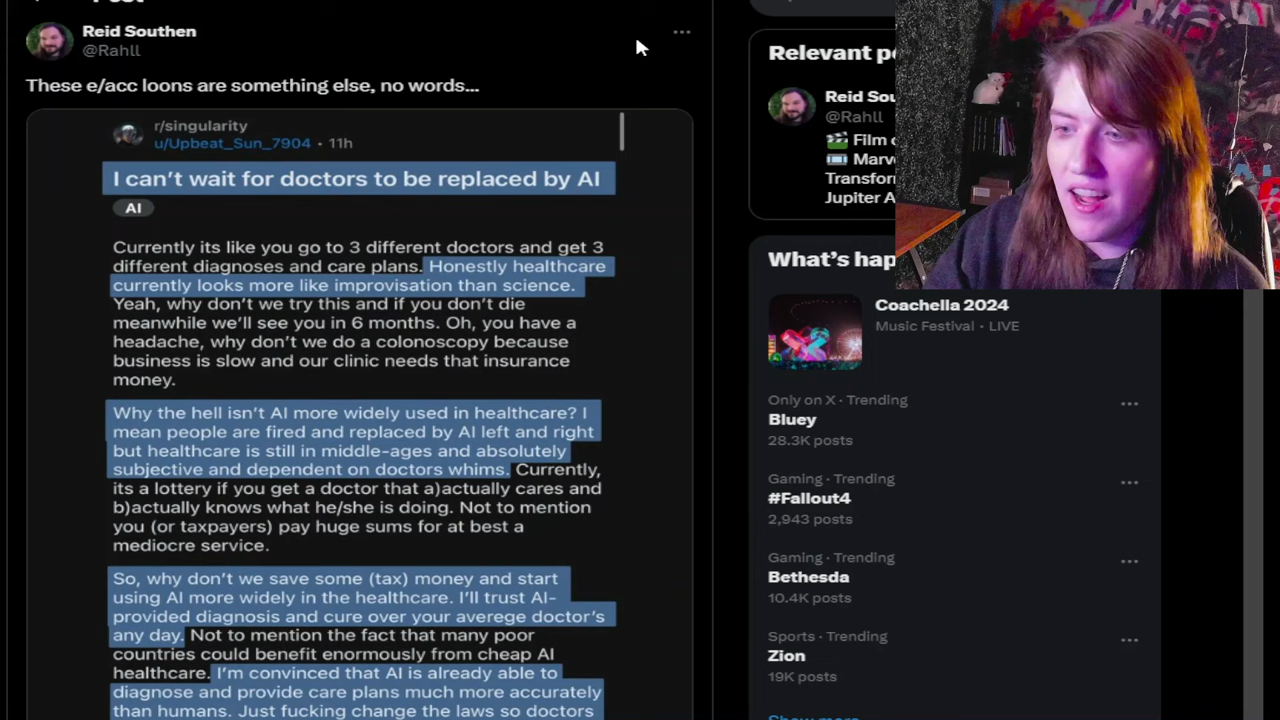 Reid Southen
@Rahll
These e/acc loons are something else, no words...
r/singularity
u/Upbeat_Sun_7904 • 11h
I can't wait for doctors to be replaced by AI
AI
Currently its like you go to 3 different doctors and get 3
different diagnoses and care plans. Honestly healthcare
currently looks more like improvisation than science.
Yeah, why don't we try this and if you don't die
meanwhile we'll see you in 6 months. Oh, you have a
headache, why don't we do a colonoscopy because
business is slow and our clinic needs that insurance
money.
Why the hell isn't AI more widely used in healthcare? I
mean people are fired and replaced by AI left and right
but healthcare is still in middle-ages and absolutely
subjective and dependent on doctors whims. Currently,
its a lottery if you get a doctor that a)actually cares and
b)actually knows what he/she is doing. Not to mention
you (or taxpayers) pay huge sums for at best a
mediocre service.
So, why don't we save some (tax) money and start
using AI more widely in the healthcare. I'll trust AI-
provided diagnosis and cure over your averege doctor's
any day. Not to mention the fact that many poor
countries could benefit enormously from cheap AI
healthcare. I'm convinced that AI is already able to
diagnose and provide care plans much more accurately
than humans. Just fucking change the laws so doctors
Relevant
Reid
@Rahll
Film
Jupiter
What's
Coachella 2024
Music Festival · LIVE
Only on X · Trending
Bluey
28.3K posts
Gaming · Trending
#Fallout4
2,943 posts
Gaming · Trending
Bethesda
10.4K posts
Sports · Trending
Zion
19K posts